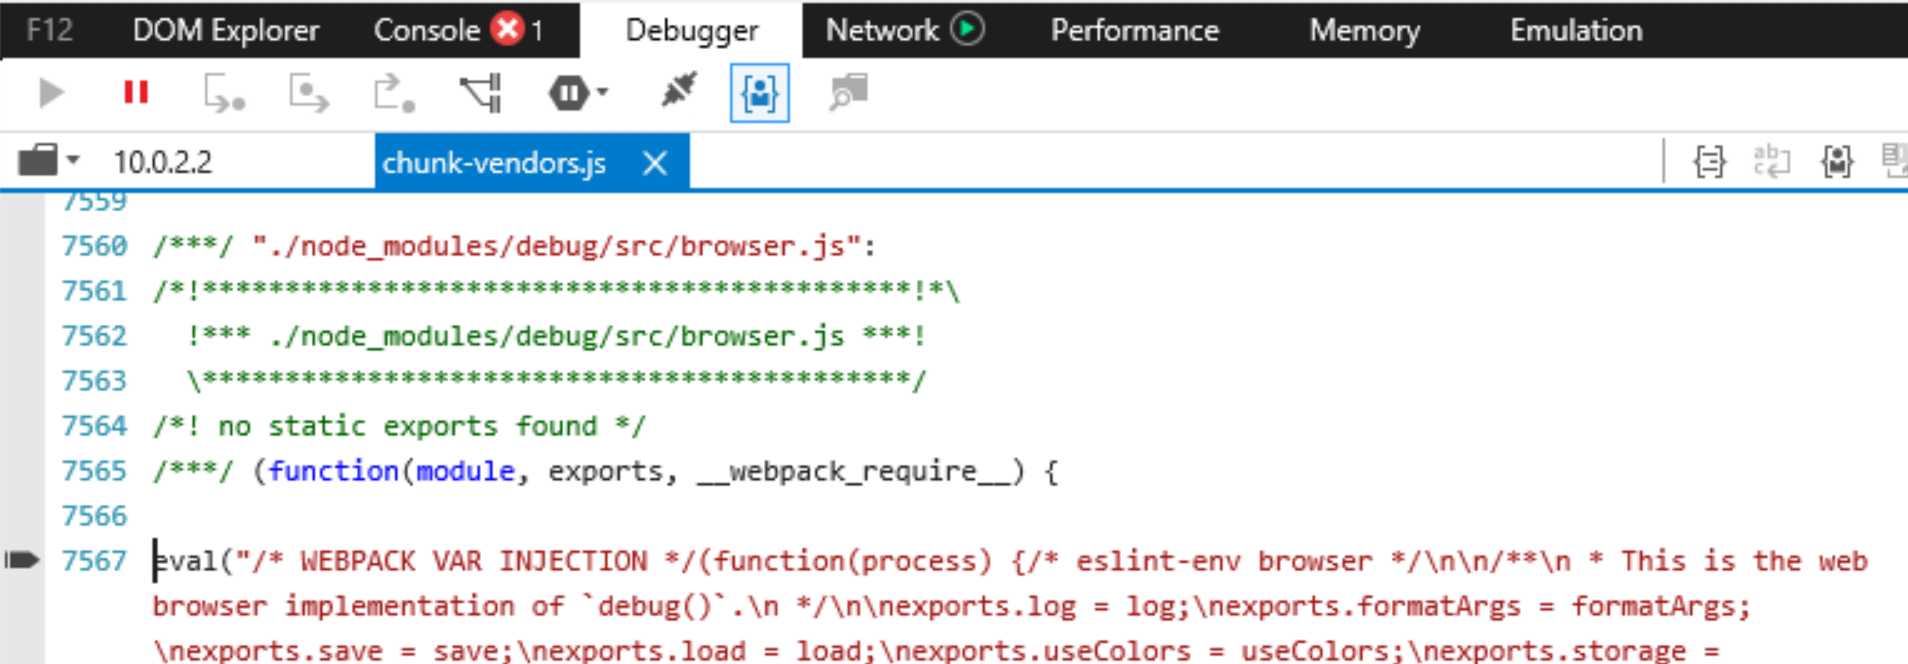 F12 DOM Explorer Console 1 Debugger Network Performance Memory Emulation
10.0.2.2 chunk-vendors.js
7559
7560 /***/ "./node_modules/debug/src/browser.js":
7561 /*!*******************************************!*\
7562 !*** ./node_modules/debug/src/browser.js ***!
7563 \*******************************************/
7564 /*! no static exports found */
7565 /***/ (function(module, exports, __webpack_require__) {
7566
7567 eval("/* WEBPACK VAR INJECTION */(function(process) {/* eslint-env browser */\n\n/**\n * This is the web
browser implementation of `debug()`.\n */\n\nexports.log = log;\nexports.formatArgs = formatArgs;
\nexports.save = save;\nexports.load = load;\nexports.useColors = useColors;\nexports.storage =